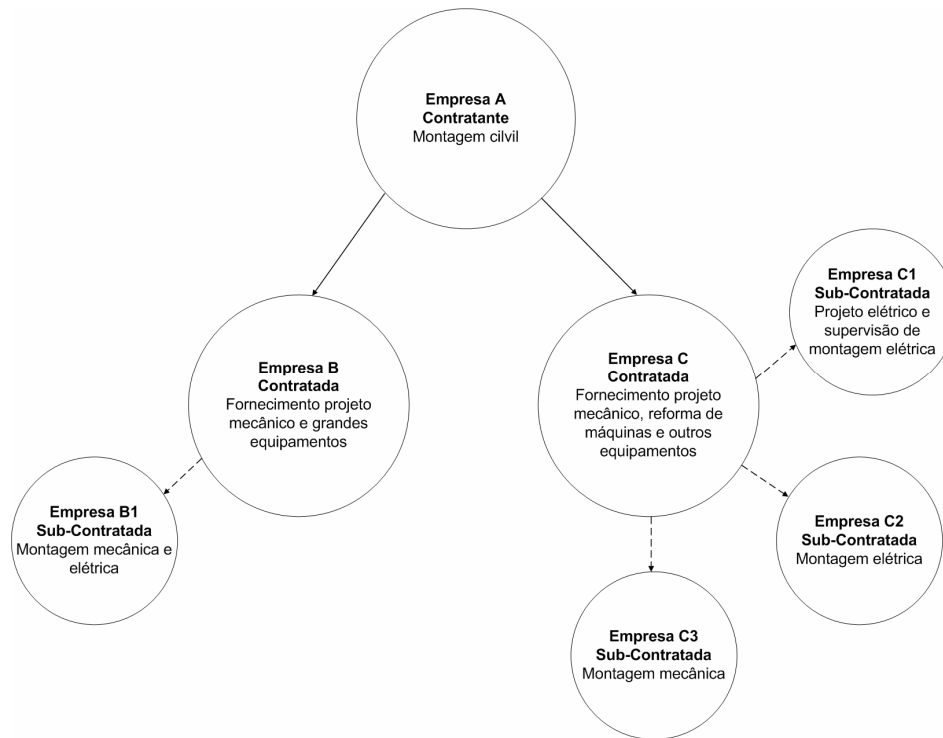 Empresa A
Contratante
Montagem cilvil
Empresa B
Contratada
Fornecimento projeto
mecânico e grandes
equipamentos
Empresa C
Contratada
Fornecimento projeto
mecânico, reforma de
máquinas e outros
equipamentos
Empresa C1
Sub-Contratada
Projeto elétrico e
supervisão de
montagem elétrica
Empresa B1
Sub-Contratada
Montagem mecânica e
elétrica
Empresa C2
Sub-Contratada
Montagem elétrica
Empresa C3
Sub-Contratada
Montagem mecânica